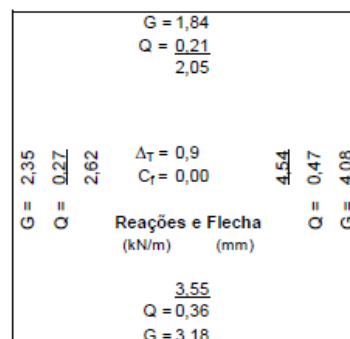 G = 1,84
Q = 0,21
2,05
G = 2,35
Q = 0,27
2,62
ΔT = 0,9
Cf = 0,00
4,54
Q = 0,47
G = 4,08
Reações e Flecha
(kN/m) (mm)
3,55
Q = 0,36
G = 3,18